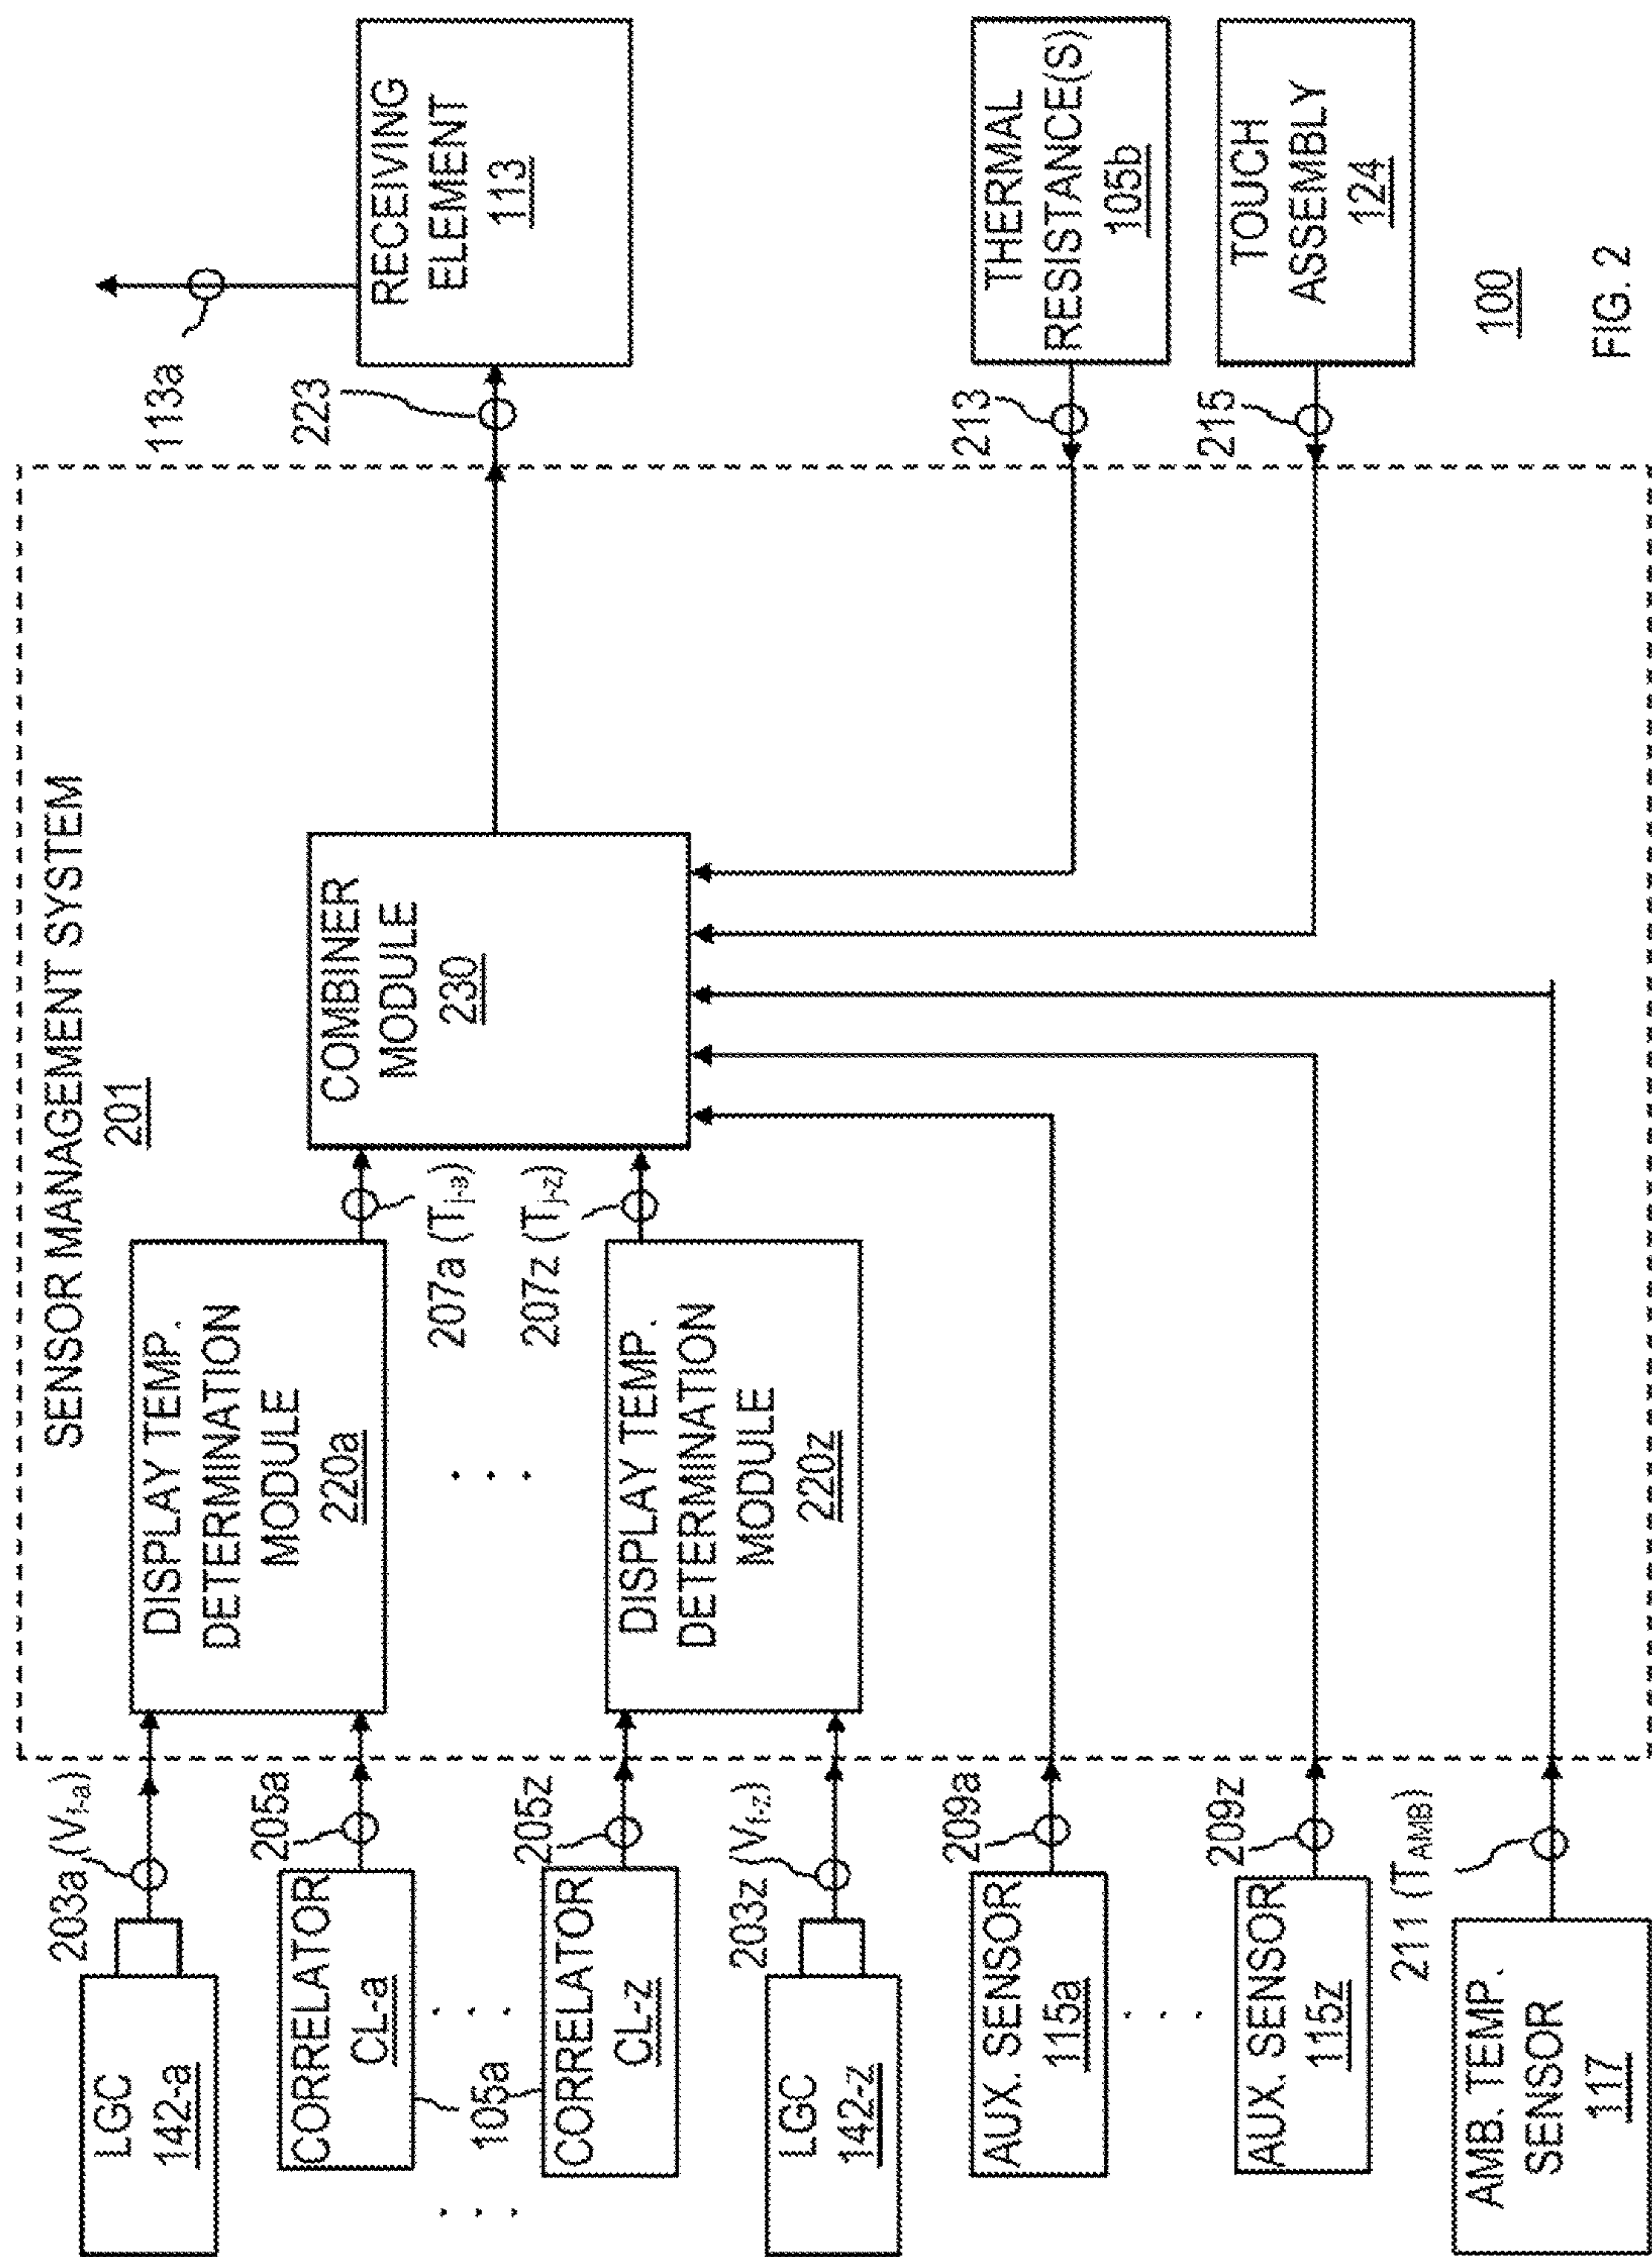 SENSOR MANAGEMENT SYSTEM
201
LGC
142-a
203a (Vf-a)
CORRELATOR
CL-a
205a
105a
CORRELATOR
CL-z
205z
LGC
142-z
203z (Vf-z)
AUX. SENSOR
115a
209a
AUX. SENSOR
115z
209z
AMB. TEMP.
SENSOR
117
211 (TAMB)
DISPLAY TEMP.
DETERMINATION
MODULE
220a
207a (Tj-a)
DISPLAY TEMP.
DETERMINATION
MODULE
220z
207z (Tj-z)
COMBINER
MODULE
230
223
113a
RECEIVING
ELEMENT
113
213
THERMAL
RESISTANCE(S)
105b
215
TOUCH
ASSEMBLY
124
100
FIG. 2